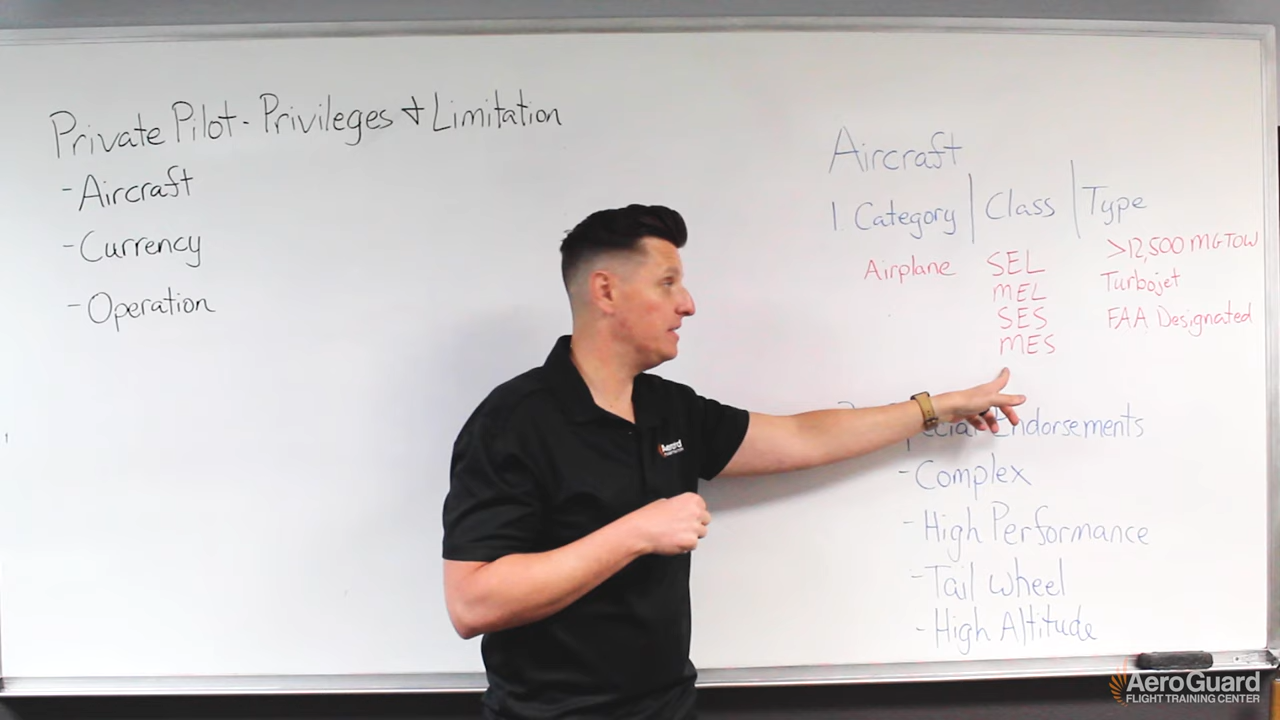 Private Pilot - Privileges & Limitation
- Aircraft
- Currency
- Operation
Aircraft
1. Category | Class | Type
Airplane SEL >12,500 MGTOW
MEL Turbojet
SES FAA Designated
MES
Endorsements
- Complex
- High Performance
- Tail wheel
- High Altitude
AeroGuard
AeroGuard
FLIGHT TRAINING CENTER